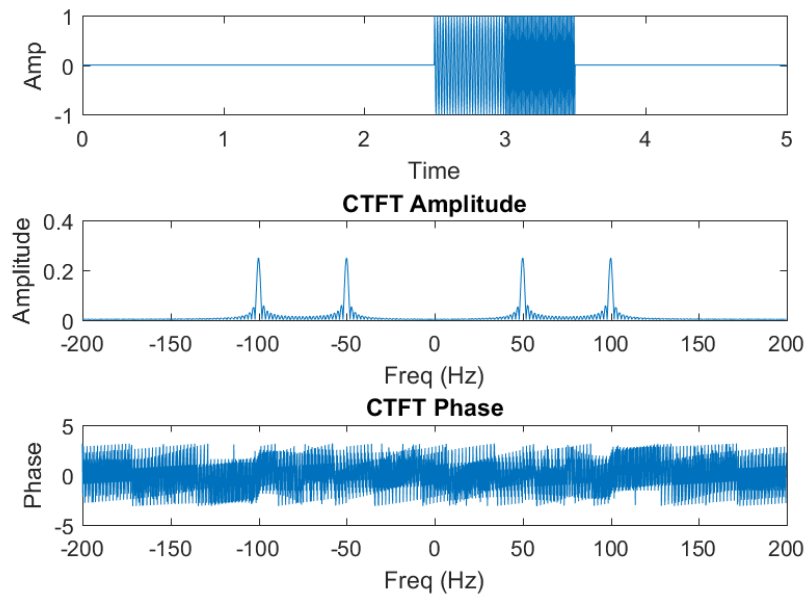 1
0
-1
Amp
0 1 2 3 4 5
Time
CTFT Amplitude
0.4
0.2
0
Amplitude
-200 -150 -100 -50 0 50 100 150 200
Freq (Hz)
CTFT Phase
5
0
-5
Phase
-200 -150 -100 -50 0 50 100 150 200
Freq (Hz)